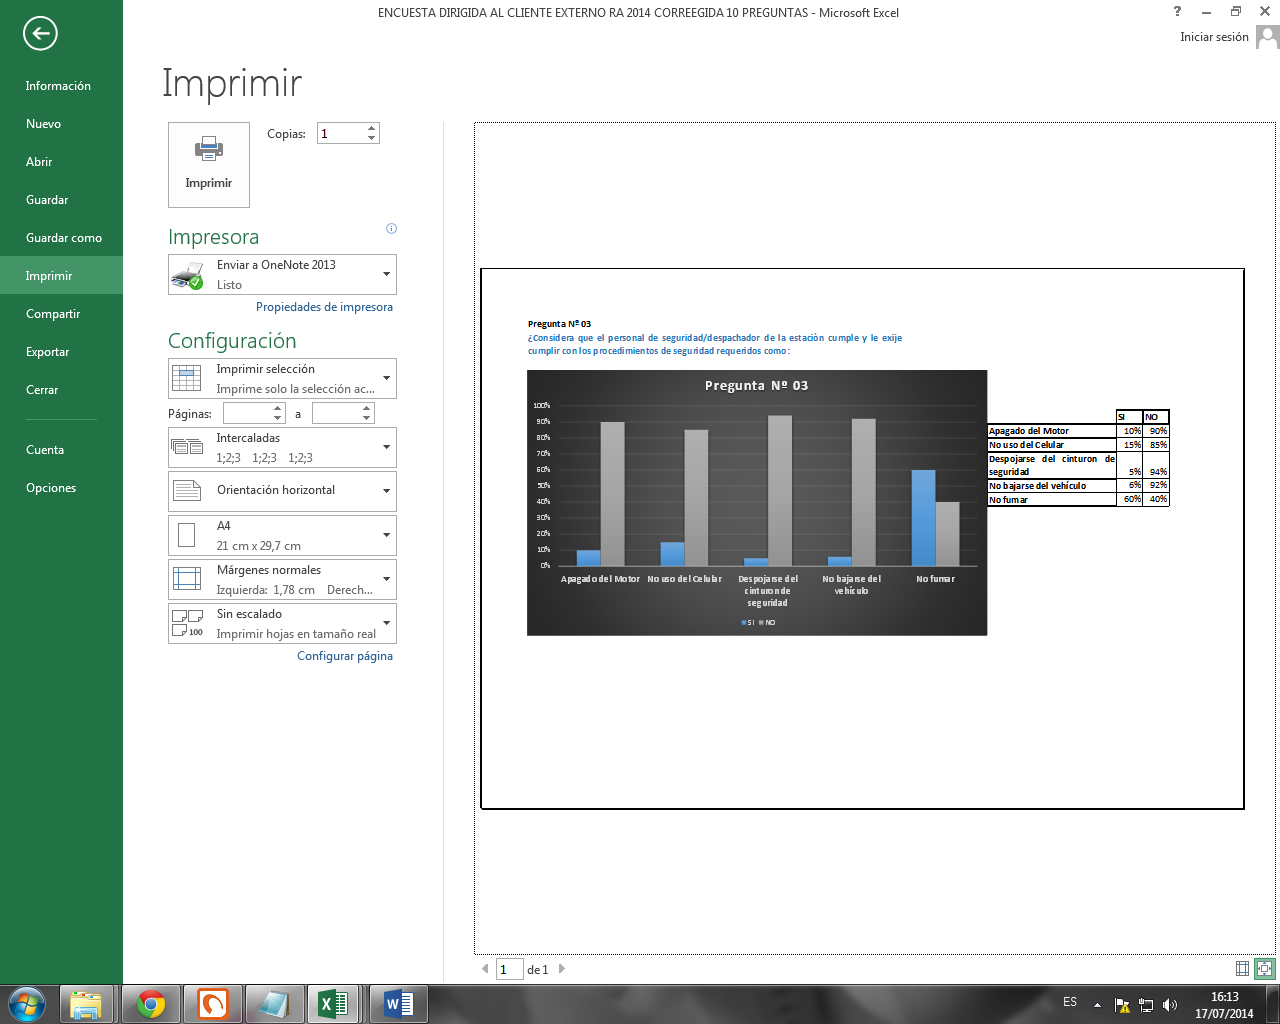 ENCUESTA DIRIGIDA AL CLIENTE EXTERNO RA 2014 CORREEGIDA 10 PREGUNTAS - Microsoft Excel
?
Iniciar sesión
Información
Nuevo
Abrir
Guardar
Guardar como
Imprimir
Compartir
Exportar
Cerrar
Cuenta
Opciones
Imprimir
Imprimir
Copias: 1
Impresora
Enviar a OneNote 2013
Listo
Propiedades de impresora
Configuración
Imprimir selección
Imprime solo la selección ac...
Páginas: a
Intercaladas
1;2;3 1;2;3 1;2;3
Orientación horizontal
A4
21 cm x 29,7 cm
Márgenes normales
Izquierda: 1,78 cm Derech...
Sin escalado
100 Imprimir hojas en tamaño real
Configurar página
Pregunta Nº 03
¿Considera que el personal de seguridad/despachador de la estaciòn cumple y le exije
cumplir con los procedimientos de seguridad requeridos como:
Pregunta Nº 03
100%
90%
80%
70%
60%
50%
40%
30%
20%
10%
0%
Apagado del Motor
No uso del Celular
Despojarse del
cinturon de
seguridad
No bajarse del
vehículo
No fumar
SI NO
SI NO
Apagado del Motor 10% 90%
No uso del Celular 15% 85%
Despojarse del cinturon de
seguridad 5% 94%
No bajarse del vehículo 6% 92%
No fumar 60% 40%
1 de 1
ES
16:13
17/07/2014